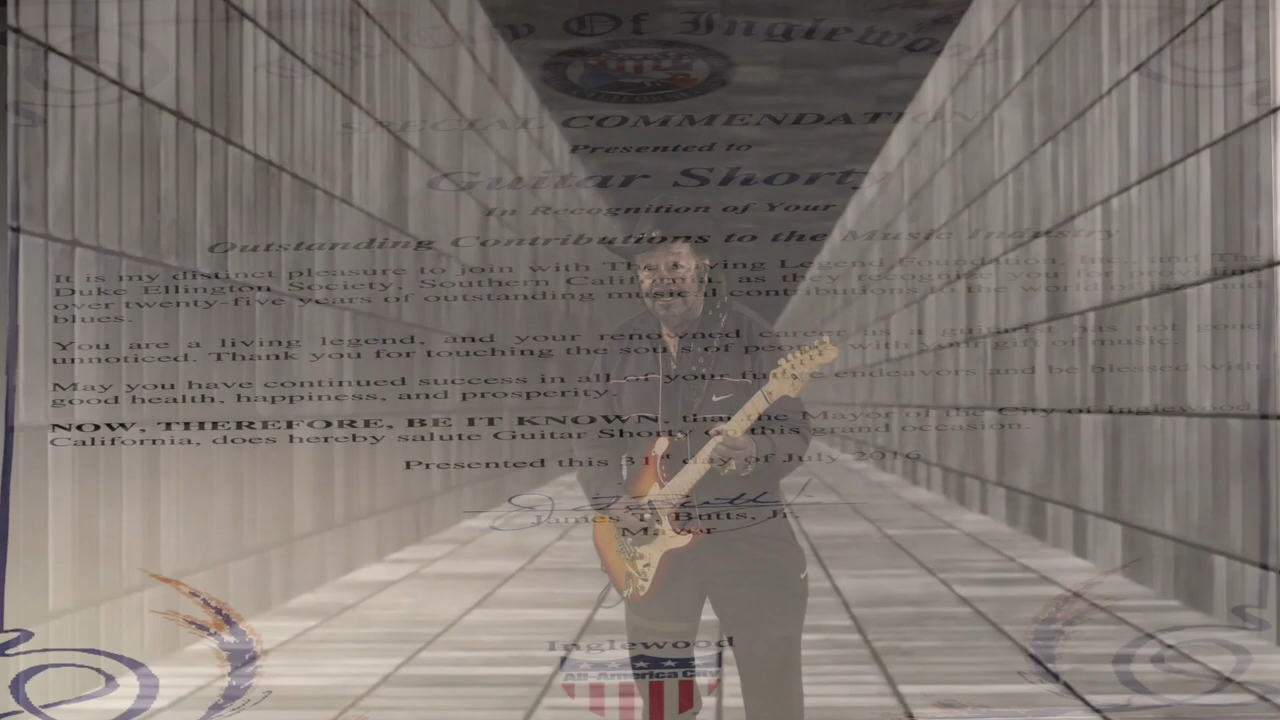 City Of Inglewood
CALIFORNIA
SPECIAL COMMENDATION
Presented to
Guitar Shorty
In Recognition of Your
Outstanding Contributions to the Music Industry
It is my distinct pleasure to join with The Living Legend Foundation, Inc. and The
Duke Ellington Society, Southern California, as they recognize you for providing
over twenty-five years of outstanding musical contributions to the world of jazz and
blues.
You are a living legend, and your renowned career as a guitarist has not gone
unnoticed. Thank you for touching the souls of people with your gift of music.
May you have continued success in all of your future endeavors and be blessed with
good health, happiness, and prosperity.
NOW, THEREFORE, BE IT KNOWN, that the Mayor of the City of Inglewood,
California, does hereby salute Guitar Shorty on this grand occasion.
Presented this 31st day of July 2016
James T. Butts, Jr.
Mayor
Inglewood
All-America City